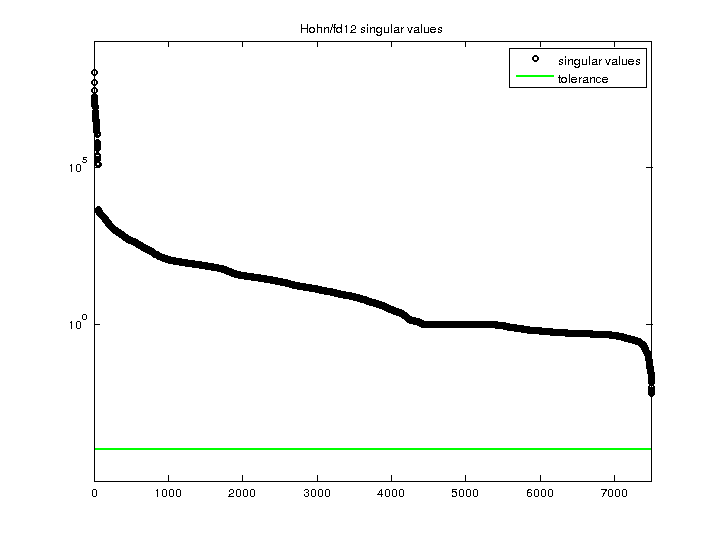 Hohn/fd12 singular values
singular values
tolerance
10^5
10^0
0 1000 2000 3000 4000 5000 6000 7000